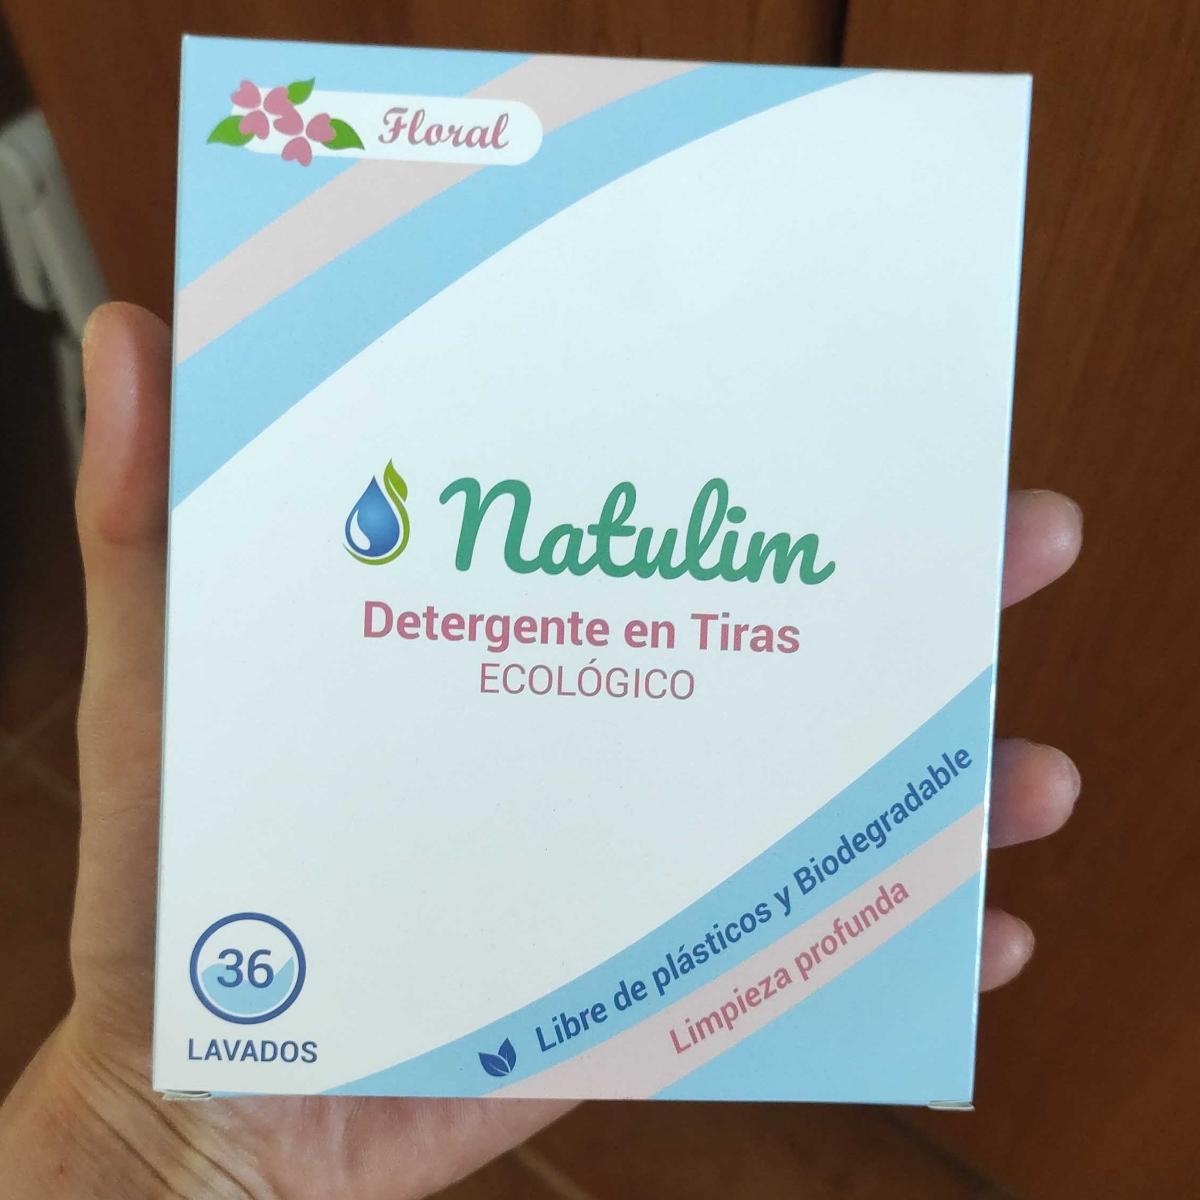 Floral
Natulim
Detergente en Tiras
ECOLÓGICO
36
LAVADOS
Libre de plásticos y Biodegradable
Limpieza profunda